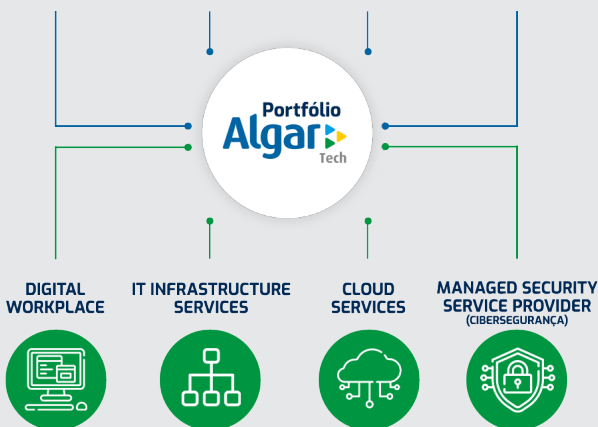 Portfólio
Algar
Tech
DIGITAL
WORKPLACE
IT INFRASTRUCTURE
SERVICES
CLOUD
SERVICES
MANAGED SECURITY
SERVICE PROVIDER
(CIBERSEGURANÇA)